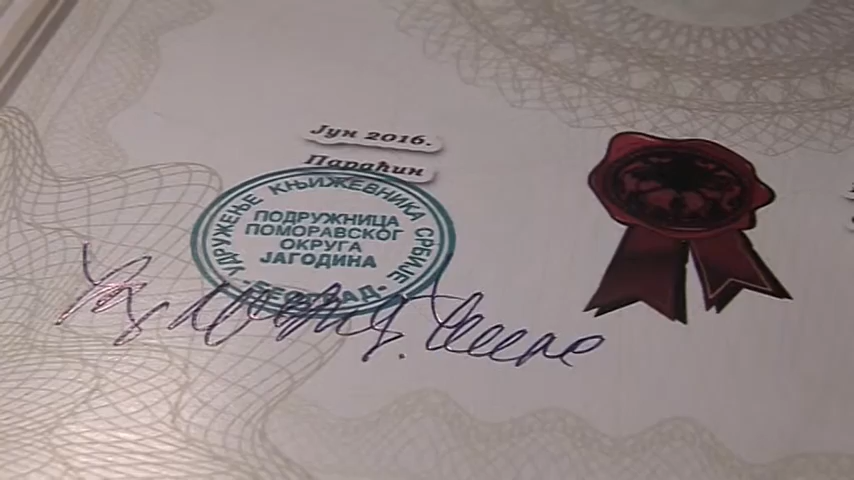 Јун 2016.
Параћин
УДРУЖЕЊЕ КЊИЖЕВНИКА СРБИЈЕ
ПОДРУЖНИЦА
ПОМОРАВСКОГ
ОКРУГА
ЈАГОДИНА
-БЕОГРАД-